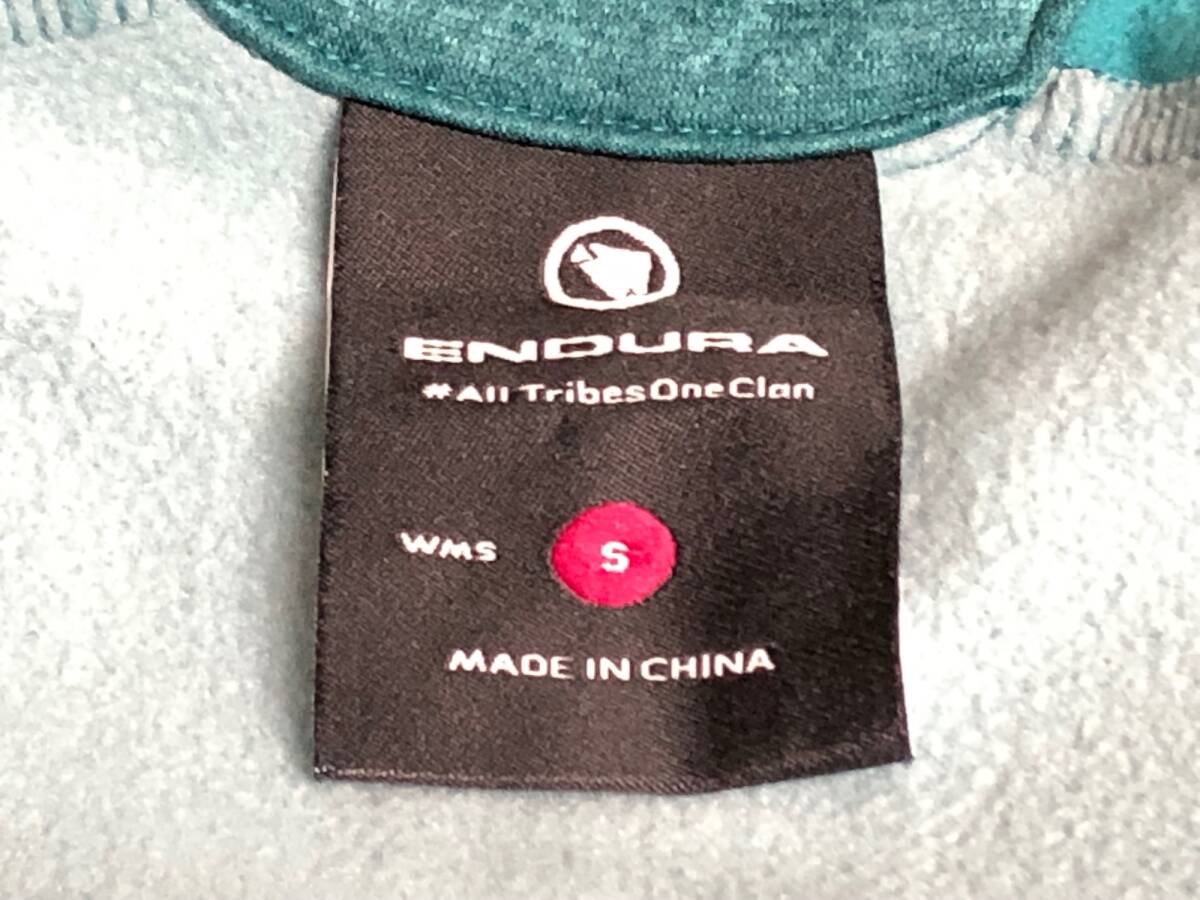 ENDURA
#AllTribesOneClan
WMS S
MADE IN CHINA